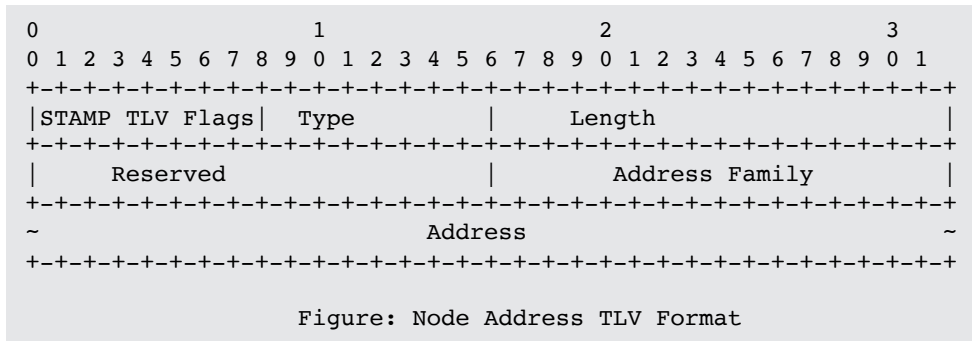 0                   1                   2                   3
0 1 2 3 4 5 6 7 8 9 0 1 2 3 4 5 6 7 8 9 0 1 2 3 4 5 6 7 8 9 0 1
+-+-+-+-+-+-+-+-+-+-+-+-+-+-+-+-+-+-+-+-+-+-+-+-+-+-+-+-+-+-+-+-+
|STAMP TLV Flags|  Type         |     Length                    |
+-+-+-+-+-+-+-+-+-+-+-+-+-+-+-+-+-+-+-+-+-+-+-+-+-+-+-+-+-+-+-+-+
|     Reserved                  |        Address Family         |
+-+-+-+-+-+-+-+-+-+-+-+-+-+-+-+-+-+-+-+-+-+-+-+-+-+-+-+-+-+-+-+-+
~                           Address                             ~
+-+-+-+-+-+-+-+-+-+-+-+-+-+-+-+-+-+-+-+-+-+-+-+-+-+-+-+-+-+-+-+-+
Figure: Node Address TLV Format